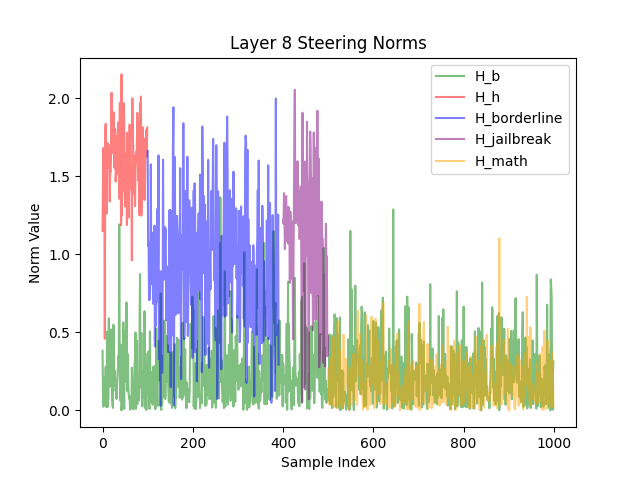 Layer 8 Steering Norms
H_b
H_h
H_borderline
H_jailbreak
H_math
Norm Value
2.0
1.5
1.0
0.5
0.0
0
200
400
600
800
1000
Sample Index